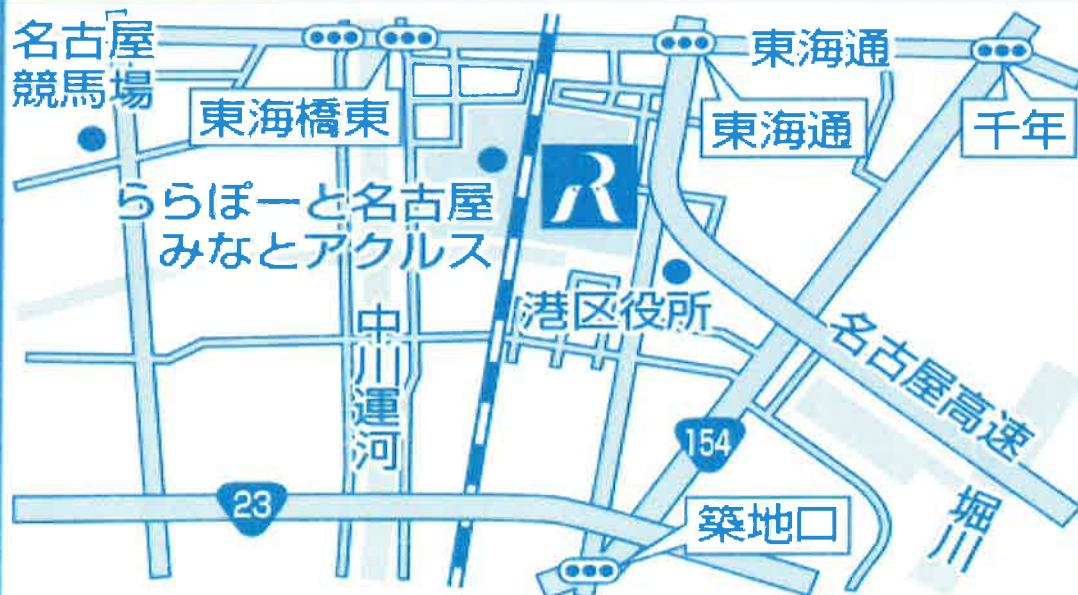 名古屋
競馬場
東海通
東海橋東
東海通
千年
ららぽーと名古屋
みなとアクルス
R
港区役所
中川運河
名古屋高速
154
23
築地口
堀川